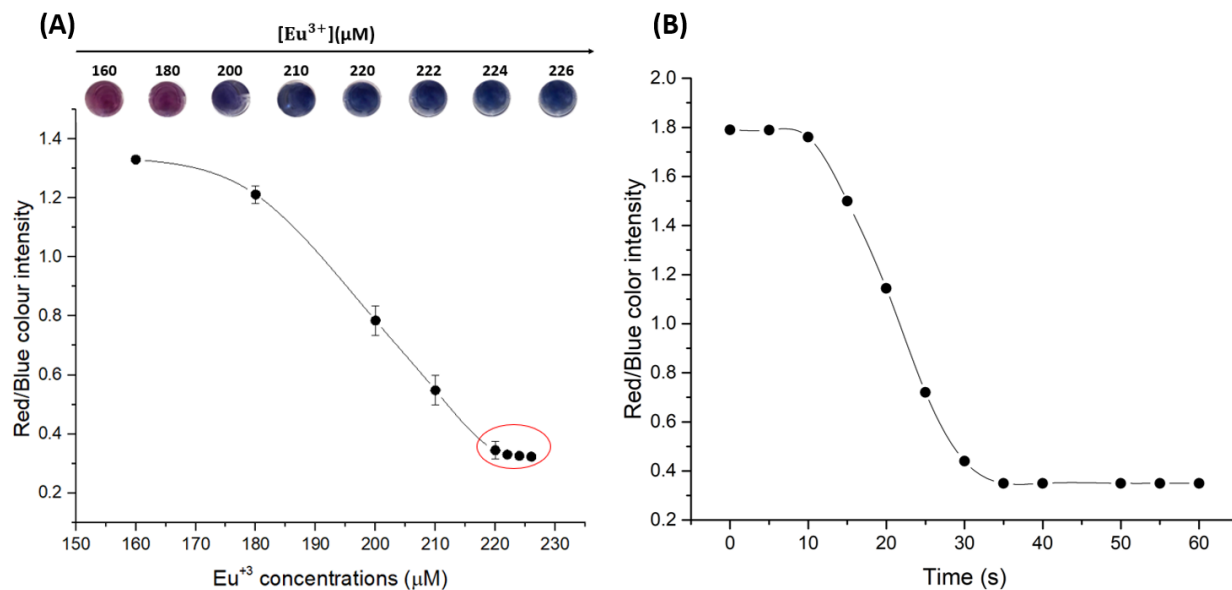 (A)
[Eu³⁺](μM)
160 180 200 210 220 222 224 226
1.4
1.2
1.0
0.8
0.6
0.4
0.2
Red/Blue colour intensity
150 160 170 180 190 200 210 220 230
Eu⁺³ concentrations (μM)
(B)
2.0
1.8
1.6
1.4
1.2
1.0
0.8
0.6
0.4
0.2
Red/Blue color intensity
0 10 20 30 40 50 60
Time (s)